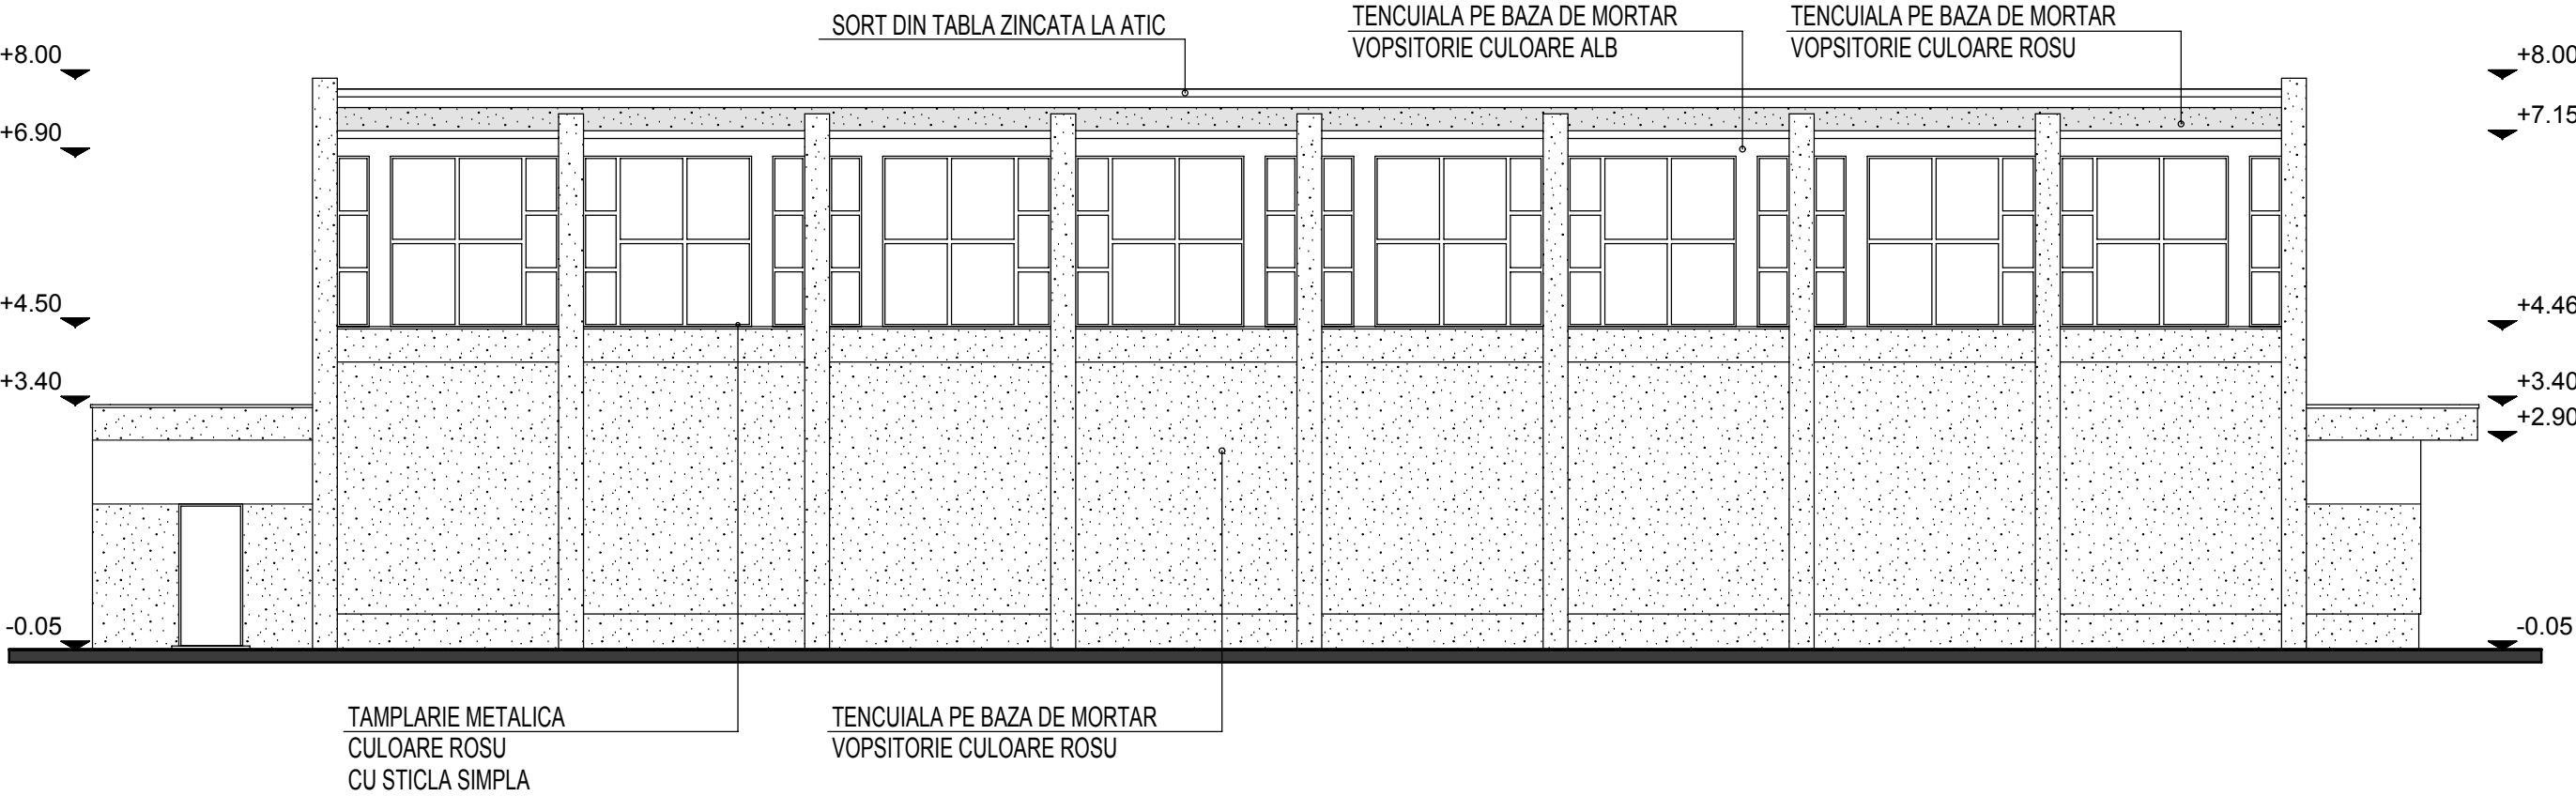 SORT DIN TABLA ZINCATA LA ATIC
TENCUIALA PE BAZA DE MORTAR
VOPSITORIE CULOARE ALB
TENCUIALA PE BAZA DE MORTAR
VOPSITORIE CULOARE ROSU
+8.00
+6.90
+4.50
+3.40
-0.05
+8.00
+7.15
+4.46
+3.40
+2.90
-0.05
TAMPLARIE METALICA
CULOARE ROSU
CU STICLA SIMPLA
TENCUIALA PE BAZA DE MORTAR
VOPSITORIE CULOARE ROSU